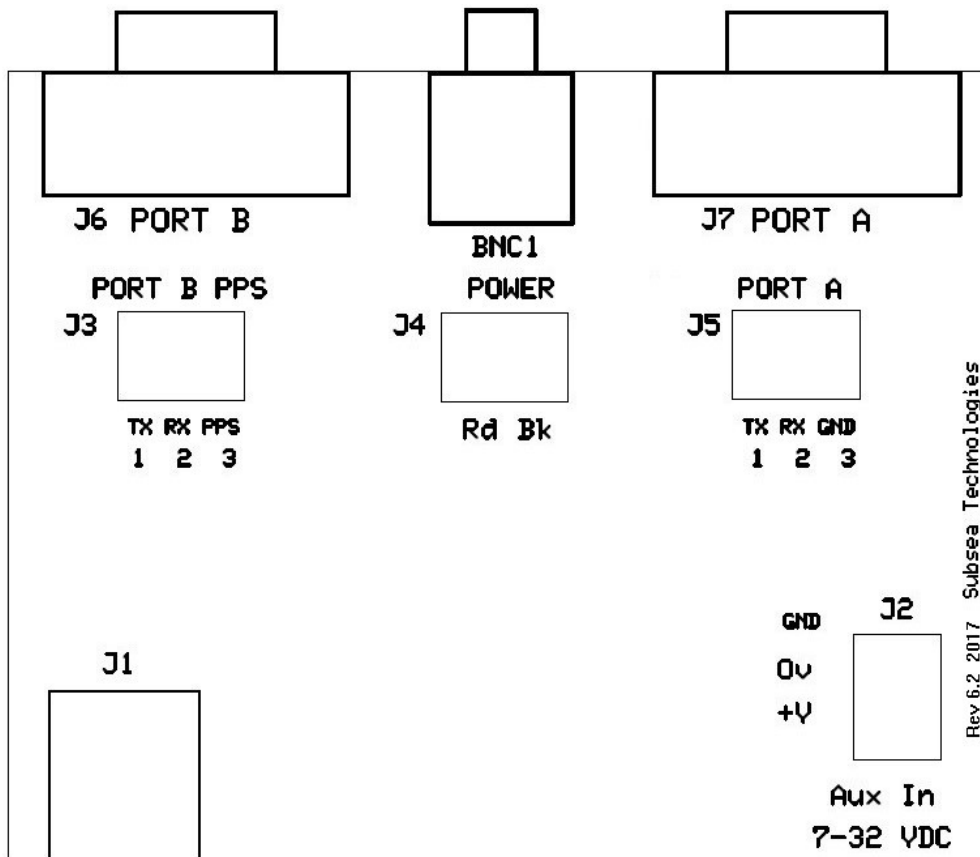 J6 PORT B
BNC1
J7 PORT A
PORT B PPS
J3
TX RX PPS
1 2 3
POWER
J4
Rd Bk
PORT A
J5
TX RX GND
1 2 3
J1
J2
GND
0v
+V
Aux In
7-32 VDC
Rev 6.2 2017 Subsea Technologies